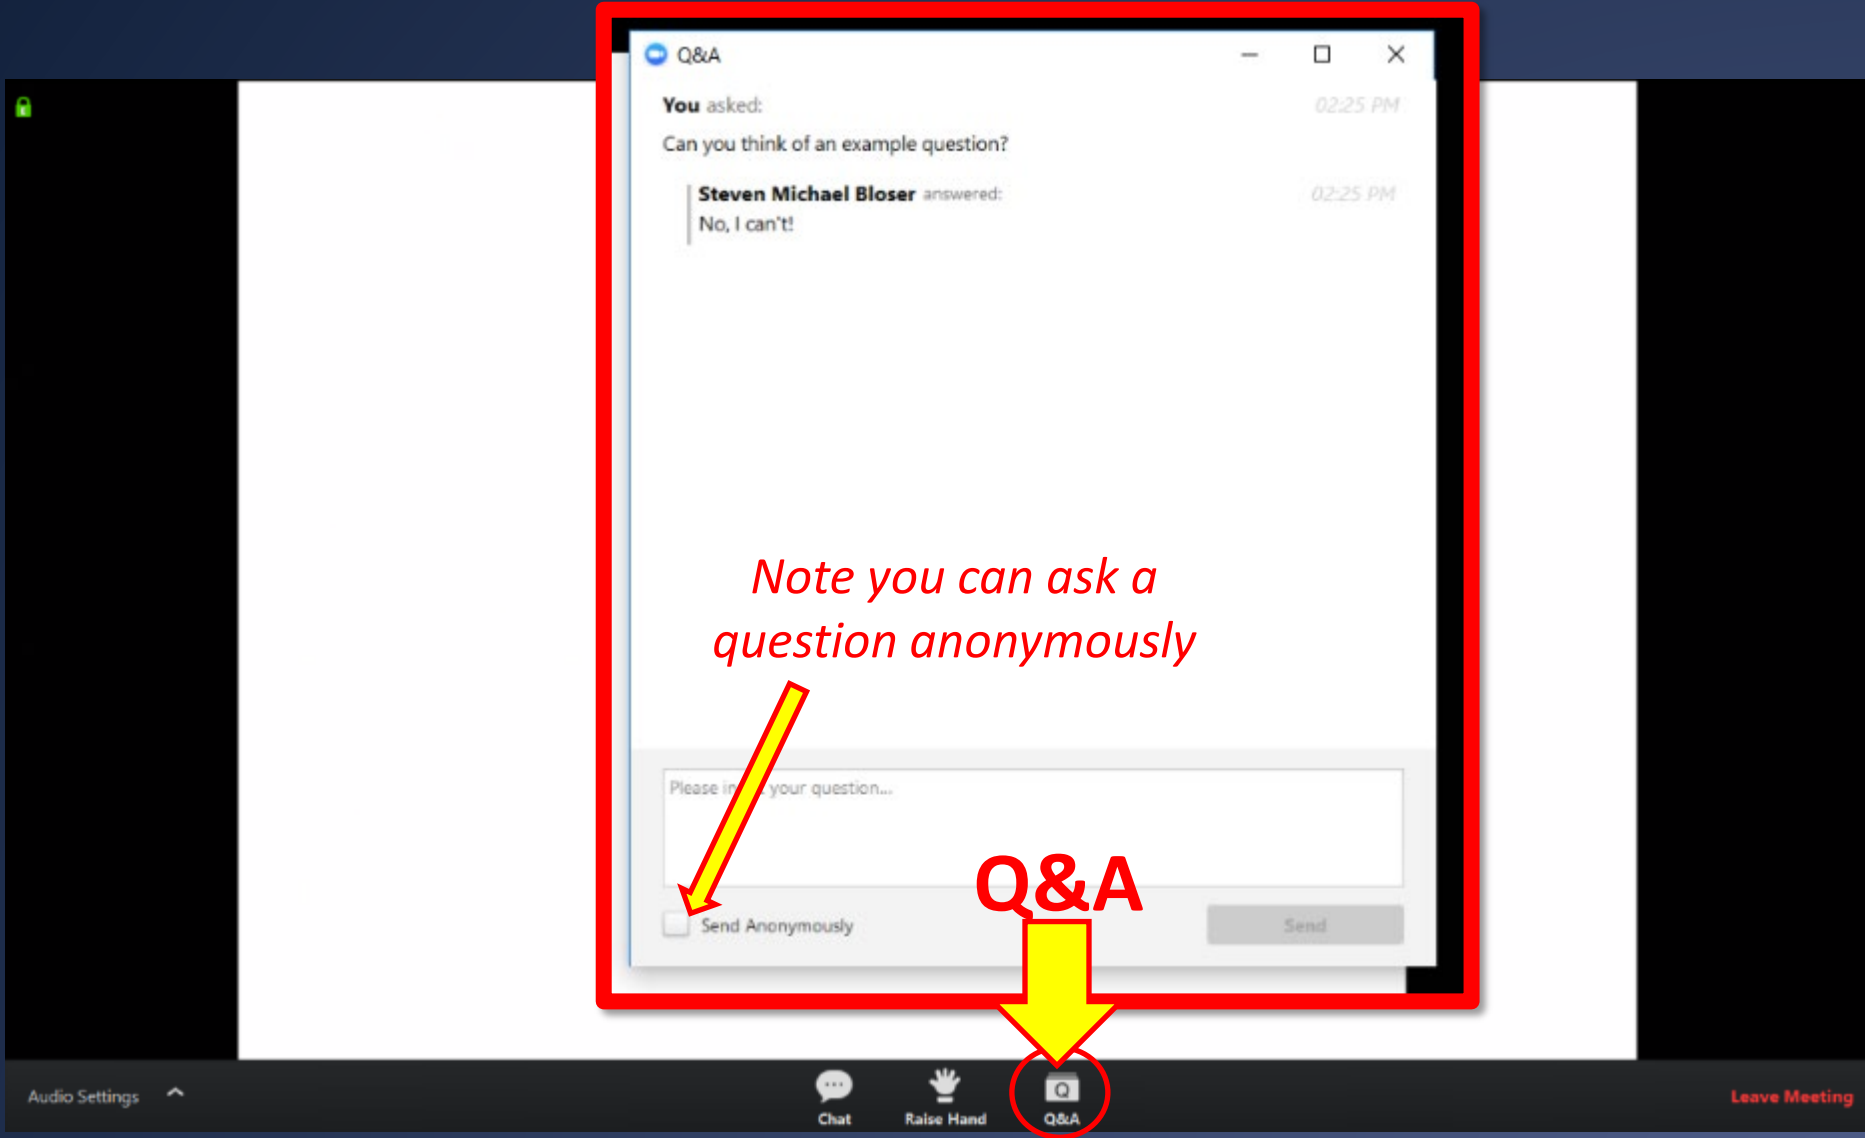 Q&A
You asked: 02:25 PM
Can you think of an example question?
Steven Michael Bloser answered: 02:25 PM
No, I can't!
Note you can ask a
question anonymously
Please in your question...
Q&A
Send Anonymously Send
Audio Settings Chat Raise Hand Q&A Leave Meeting